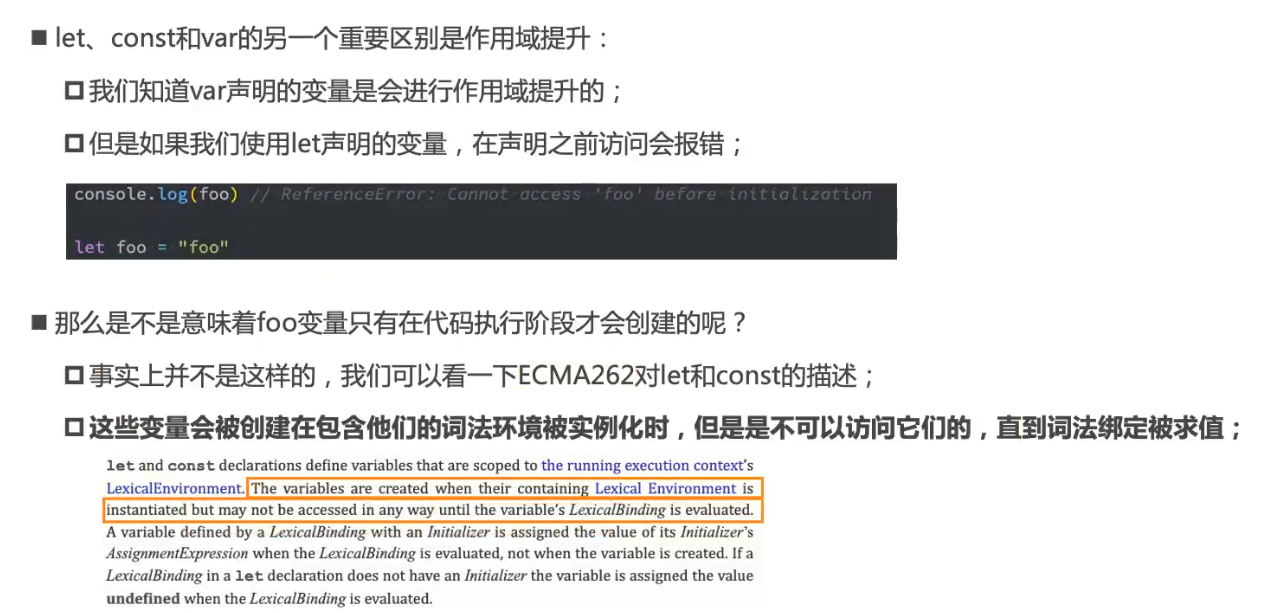 ■ let、const和var的另一个重要区别是作用域提升：
我们知道var声明的变量是会进行作用域提升的；
但是如果我们使用let声明的变量，在声明之前访问会报错；
console.log(foo) // ReferenceError: Cannot access 'foo' before initialization
let foo = "foo"
■ 那么是不是意味着foo变量只有在代码执行阶段才会创建的呢？
事实上并不是这样的，我们可以看一下ECMA262对let和const的描述；
这些变量会被创建在包含他们的词法环境被实例化时，但是是不可以访问它们的，直到词法绑定被求值；
let and const declarations define variables that are scoped to the running execution context's
LexicalEnvironment. The variables are created when their containing Lexical Environment is
instantiated but may not be accessed in any way until the variable's LexicalBinding is evaluated.
A variable defined by a LexicalBinding with an Initializer is assigned the value of its Initializer's
AssignmentExpression when the LexicalBinding is evaluated, not when the variable is created. If a
LexicalBinding in a let declaration does not have an Initializer the variable is assigned the value
undefined when the LexicalBinding is evaluated.